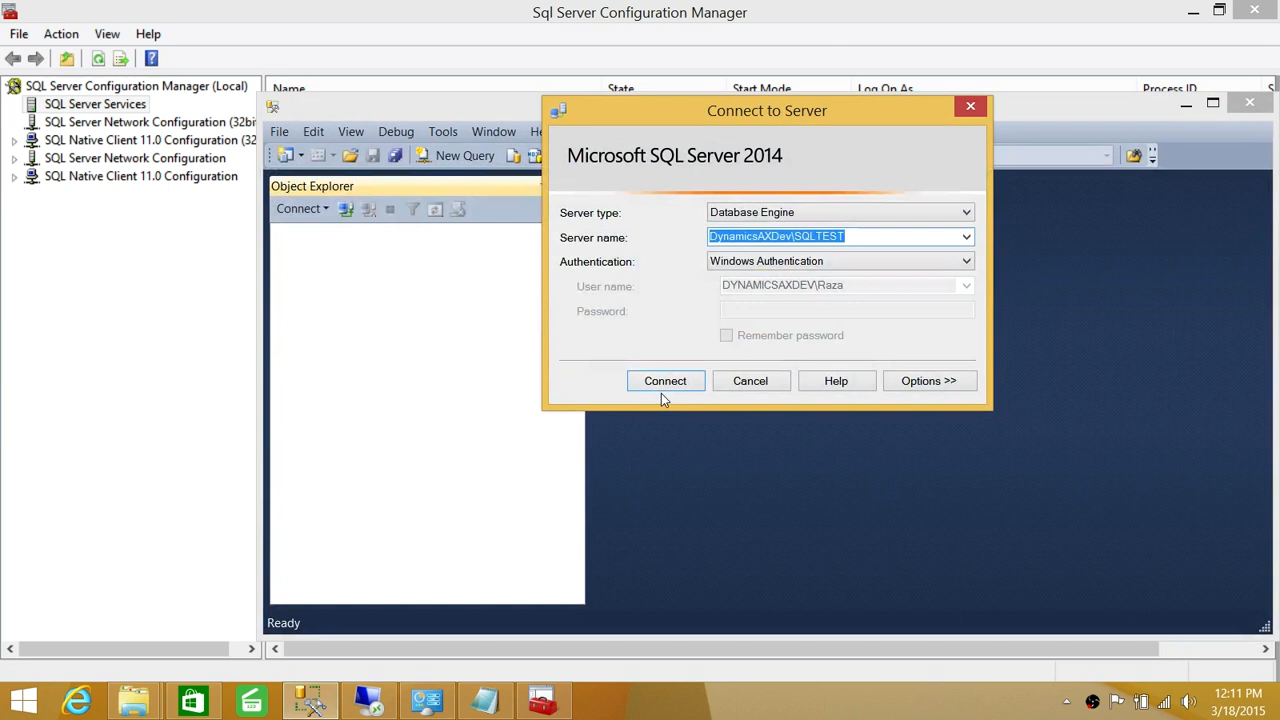 Sql Server Configuration Manager
File Action View Help
SQL Server Configuration Manager (Local)
SQL Server Services
SQL Server Network Configuration (32bi
SQL Native Client 11.0 Configuration (32
SQL Server Network Configuration
SQL Native Client 11.0 Configuration
Name State Start Mode Log On As Process ID S
File Edit View Debug Tools Window He
New Query
Object Explorer
Connect
Ready
Connect to Server
Microsoft SQL Server 2014
Server type: Database Engine
Server name: DynamicsAXDev\SQLTEST
Authentication: Windows Authentication
User name: DYNAMICSAXDEV\Raza
Password:
Remember password
Connect Cancel Help Options >>
12:11 PM
3/18/2015